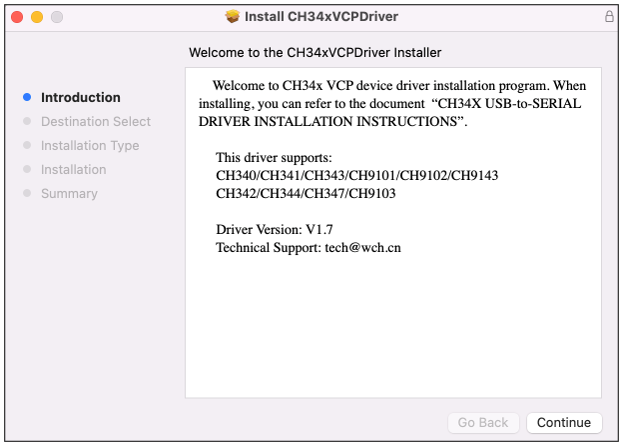 Install CH34xVCPDriver
Welcome to the CH34xVCPDriver Installer
Introduction
Destination Select
Installation Type
Installation
Summary
Welcome to CH34x VCP device driver installation program. When
installing, you can refer to the document “CH34X USB-to-SERIAL
DRIVER INSTALLATION INSTRUCTIONS”.
This driver supports:
CH340/CH341/CH343/CH9101/CH9102/CH9143
CH342/CH344/CH347/CH9103
Driver Version: V1.7
Technical Support: tech@wch.cn
Go Back
Continue